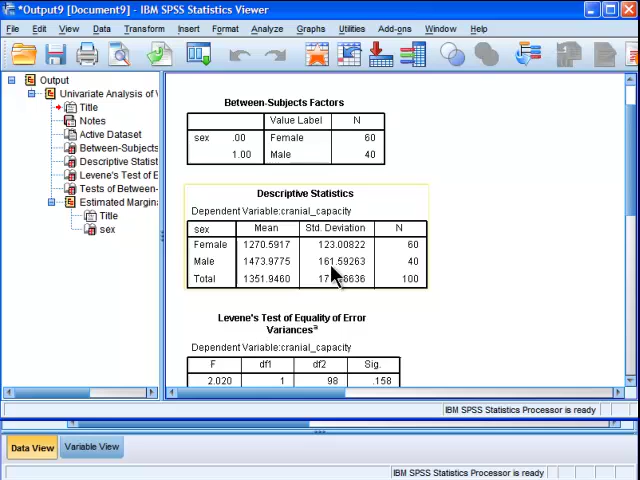 *Output9 [Document9] - IBM SPSS Statistics Viewer
File Edit View Data Transform Insert Format Analyze Graphs Utilities Add-ons Window Help
Output
Univariate Analysis of V
Title
Notes
Active Dataset
Between-Subjects
Descriptive Statist
Levene's Test of E
Tests of Between-
Estimated Margina
Title
sex
Between-Subjects Factors
Value Label N
sex .00 Female 60
1.00 Male 40
Descriptive Statistics
Dependent Variable:cranial_capacity
sex Mean Std. Deviation N
Female 1270.5917 123.00822 60
Male 1473.9775 161.59263 40
Total 1351.9460 100
Levene's Test of Equality of Error
Variancesª
Dependent Variable:cranial_capacity
F df1 df2 Sig.
2.020 1 98 .158
IBM SPSS Statistics Processor is ready
Data View Variable View
IBM SPSS Statistics Processor is ready